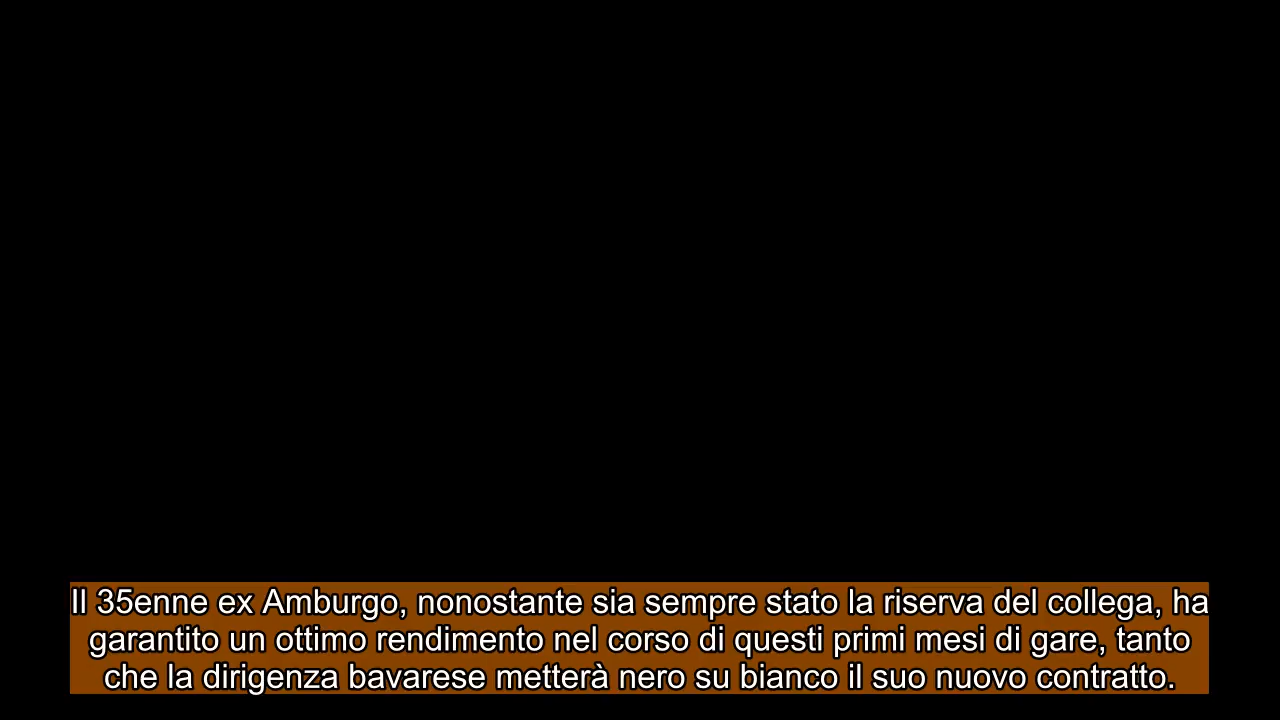 Il 35enne ex Amburgo, nonostante sia sempre stato la riserva del collega, ha
garantito un ottimo rendimento nel corso di questi primi mesi di gare, tanto
che la dirigenza bavarese metterà nero su bianco il suo nuovo contratto.